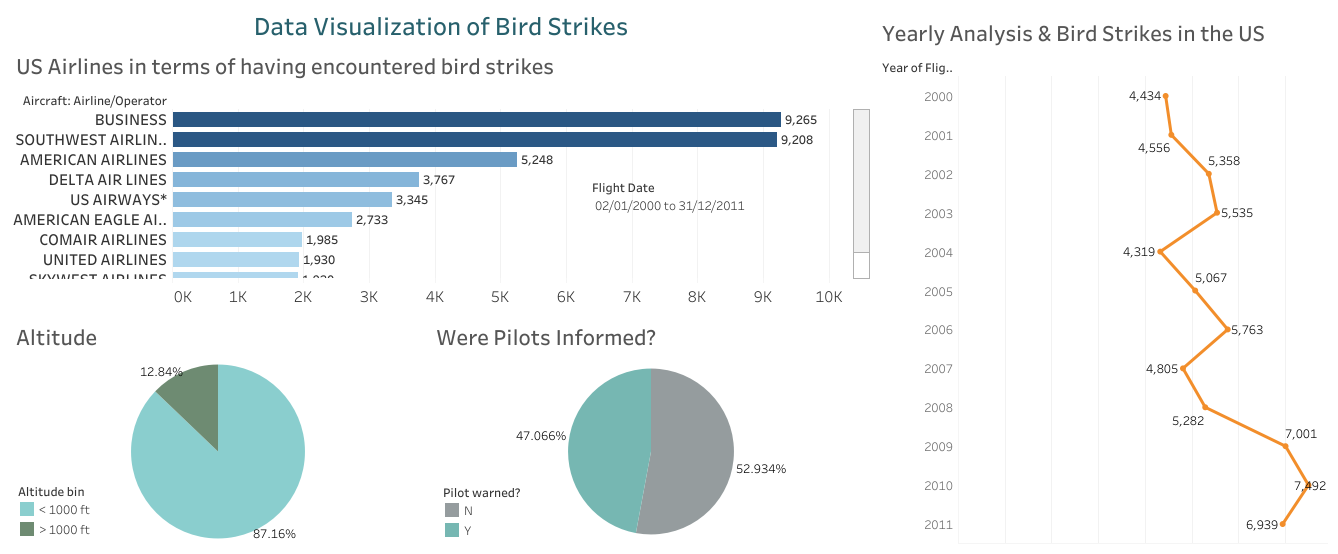 Data Visualization of Bird Strikes
US Airlines in terms of having encountered bird strikes
Aircraft: Airline/Operator
BUSINESS 9,265
SOUTHWEST AIRLIN.. 9,208
AMERICAN AIRLINES 5,248
DELTA AIR LINES 3,767
US AIRWAYS* 3,345
AMERICAN EAGLE AI.. 2,733
COMAIR AIRLINES 1,985
UNITED AIRLINES 1,930
SKYWEST AIRLINES
Flight Date
02/01/2000 to 31/12/2011
0K 1K 2K 3K 4K 5K 6K 7K 8K 9K 10K
Altitude
12.84%
87.16%
Altitude bin
< 1000 ft
> 1000 ft
Were Pilots Informed?
47.066%
52.934%
Pilot warned?
N
Y
Yearly Analysis & Bird Strikes in the US
Year of Flig..
2000 4,434
2001 4,556
2002 5,358
2003 5,535
2004 4,319
2005 5,067
2006 5,763
2007 4,805
2008 5,282
2009 7,001
2010 7,492
2011 6,939